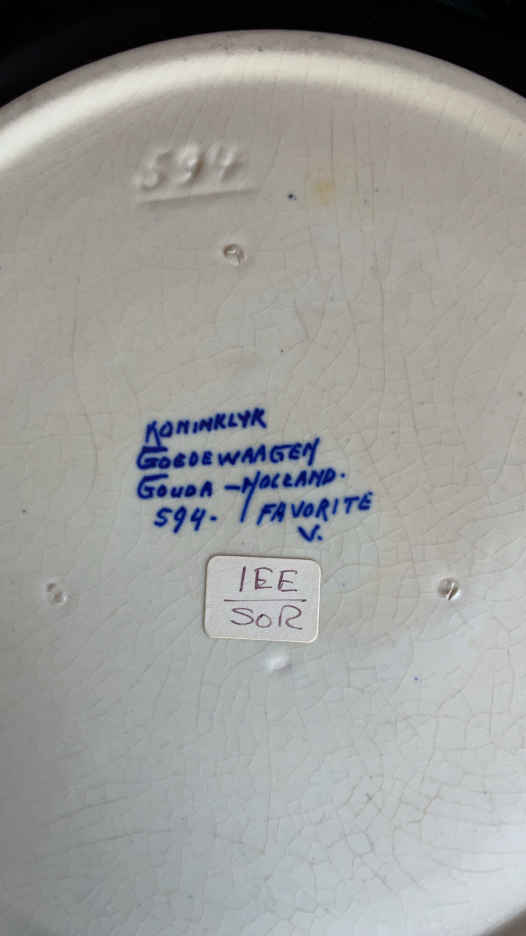 594
KONINKLYK
GOEDEWAAGEN
GOUDA - HOLLAND.
594. FAVORITE
V.
IEE
SOR